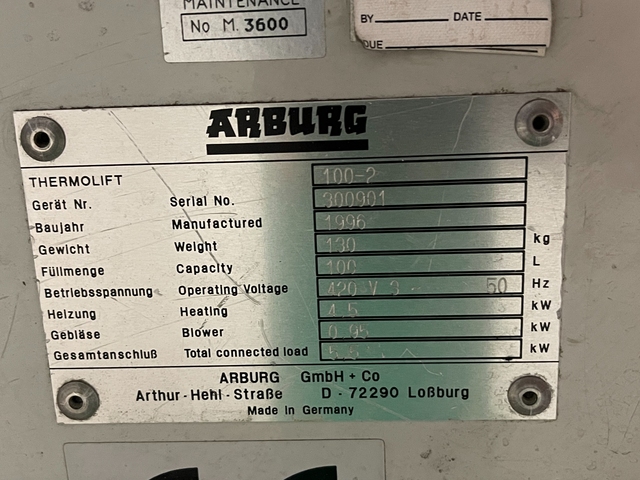 MAINTENANCE
No M. 3600
BY DATE
DUE
ARBURG
THERMOLIFT 100-2
Gerät Nr. Serial No. 300901
Baujahr Manufactured 1996
Gewicht Weight 130 kg
Füllmenge Capacity 100 L
Betriebsspannung Operating Voltage 420 V 3 50 Hz
Heizung Heating 4.5 kW
Gebläse Blower 0.95 kW
Gesamtanschluß Total connected load kW
ARBURG GmbH + Co
Arthur-Hehl-Straße D - 72290 Loßburg
Made in Germany